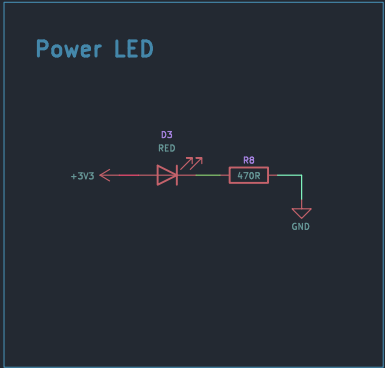 Power LED
D3
RED
R8
+3V3
470R
GND